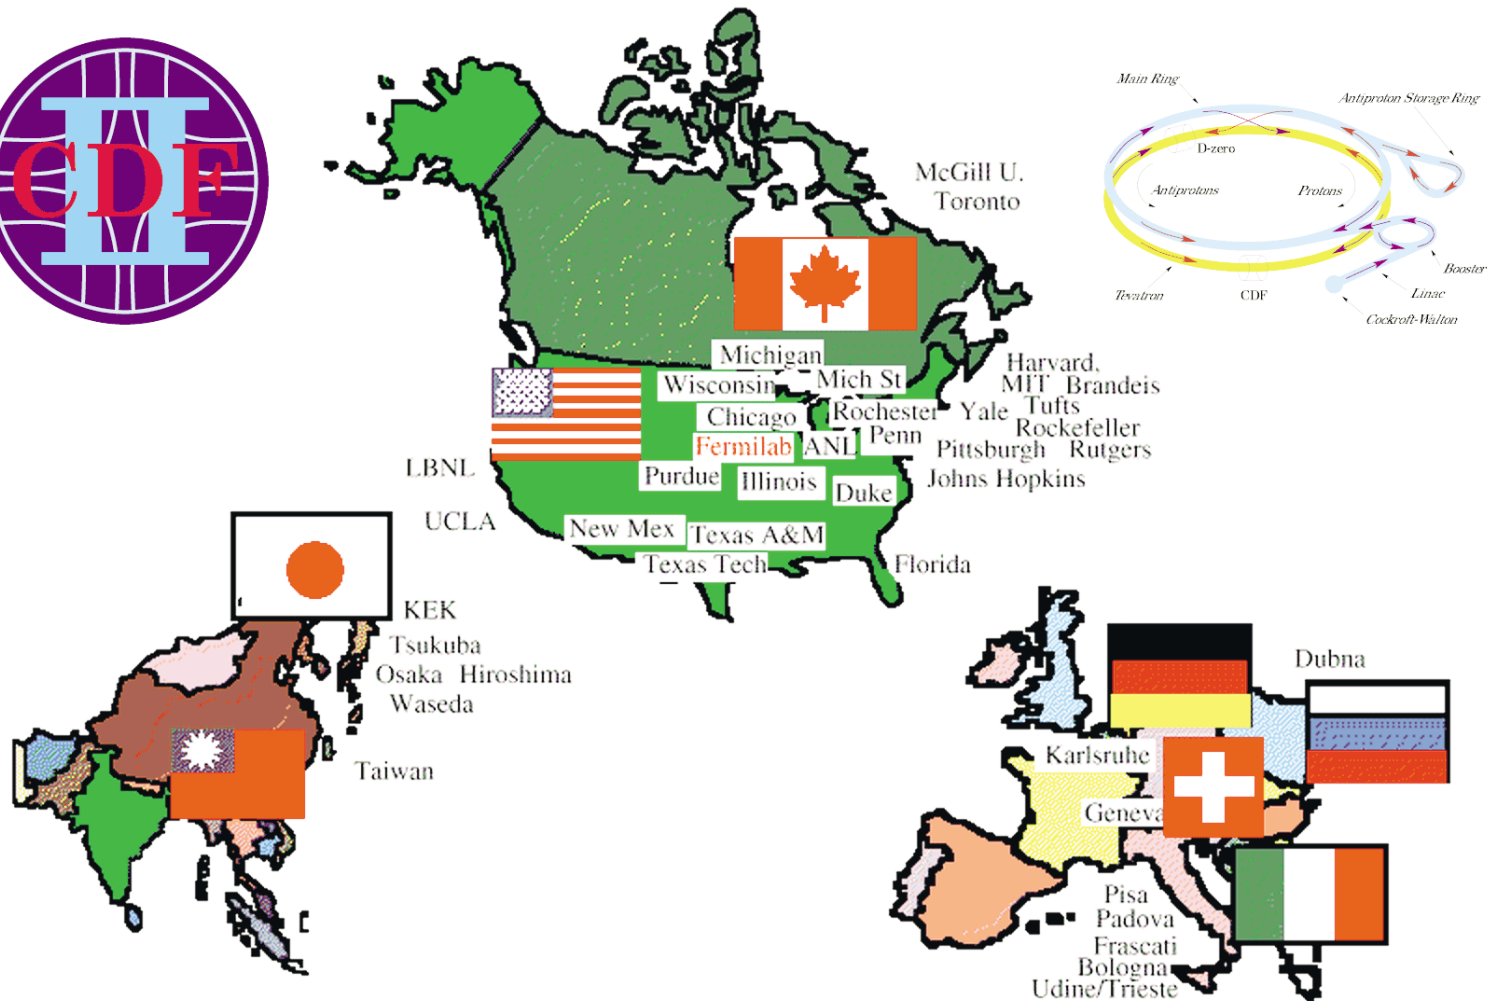 II
CDF
Main Ring
Antiproton Storage Ring
D-zero
Antiprotons
Protons
Booster
Tevatron
CDF
Linac
Cockroft-Walton
McGill U.
Toronto
Michigan
Wisconsin
Mich St
Harvard,
MIT Brandeis
Chicago
Rochester
Yale
Tufts
Rockefeller
Fermilab
ANL
Penn
Pittsburgh
Rutgers
LBNL
Purdue
Illinois
Duke
Johns Hopkins
UCLA
New Mex
Texas A&M
Texas Tech
Florida
KEK
Tsukuba
Osaka Hiroshima
Waseda
Taiwan
Dubna
Karlsruhe
Geneva
Pisa
Padova
Frascati
Bologna
Udine/Trieste